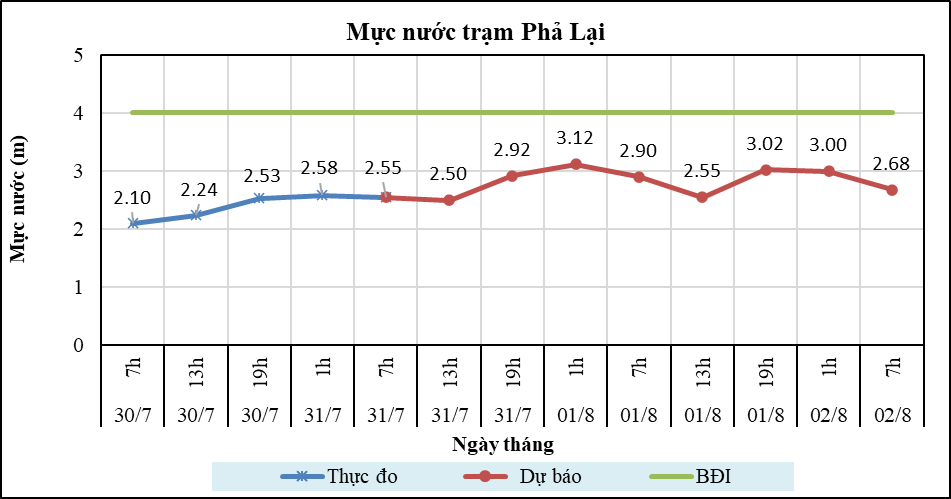 Mực nước trạm Phả Lại
Mực nước (m)
5
4
3
2
1
0
2.10 2.24 2.53 2.58 2.55 2.50 2.92 3.12 2.90 2.55 3.02 3.00 2.68
7h 13h 19h 1h 7h 13h 19h 1h 7h 13h 19h 1h 7h
30/7 30/7 30/7 31/7 31/7 31/7 31/7 01/8 01/8 01/8 01/8 02/8 02/8
Ngày tháng
Thực đo Dự báo BĐI